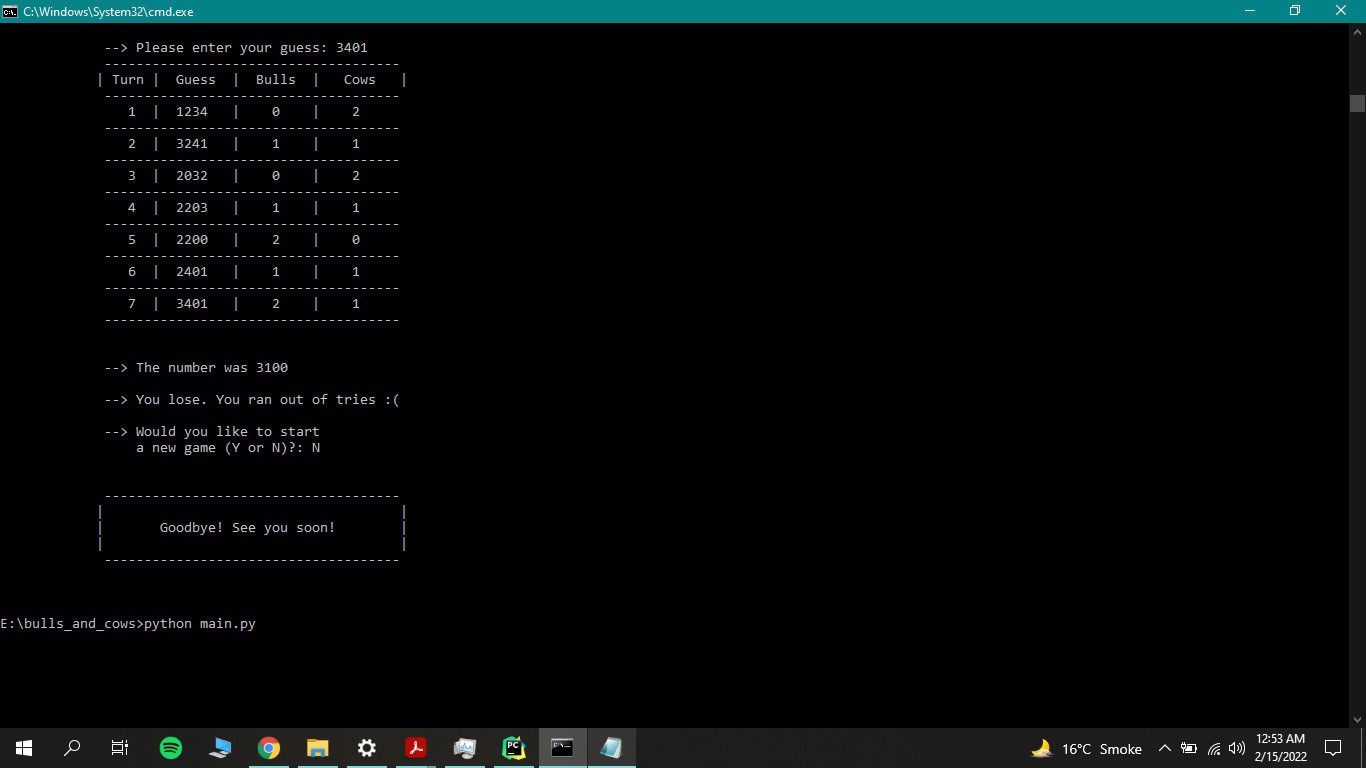 C:\Windows\System32\cmd.exe
--> Please enter your guess: 3401
-------------------------------------
| Turn |  Guess  |  Bulls  |   Cows   |
-------------------------------------
1  |  1234   |    0    |    2
-------------------------------------
2  |  3241   |    1    |    1
-------------------------------------
3  |  2032   |    0    |    2
-------------------------------------
4  |  2203   |    1    |    1
-------------------------------------
5  |  2200   |    2    |    0
-------------------------------------
6  |  2401   |    1    |    1
-------------------------------------
7  |  3401   |    2    |    1
-------------------------------------
--> The number was 3100
--> You lose. You ran out of tries :(
--> Would you like to start
a new game (Y or N)?: N
-------------------------------------
|                                     |
|       Goodbye! See you soon!        |
|                                     |
-------------------------------------
E:\bulls_and_cows>python main.py
PC
C:\.
16°C Smoke
12:53 AM
2/15/2022